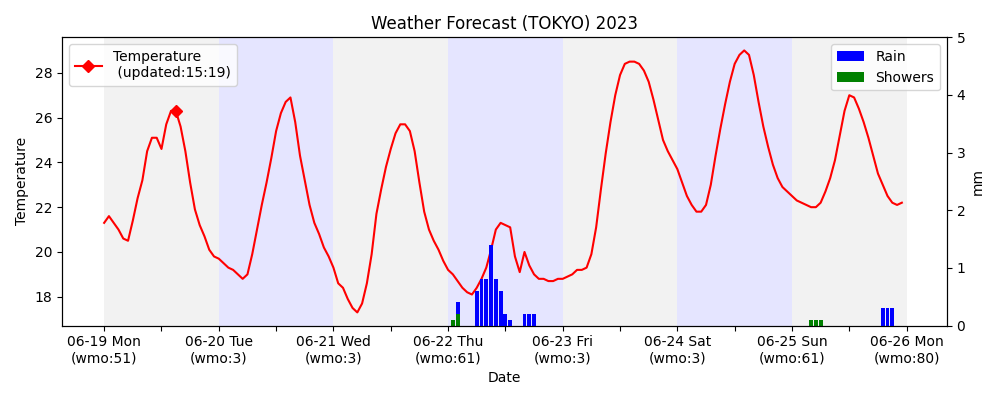 Weather Forecast (TOKYO) 2023
Temperature
(updated:15:19)
Rain
Showers
Temperature
28
26
24
22
20
18
5
4
3
2
1
0
mm
06-19 Mon 06-20 Tue 06-21 Wed 06-22 Thu 06-23 Fri 06-24 Sat 06-25 Sun 06-26 Mon
(wmo:51) (wmo:3) (wmo:3) (wmo:61) (wmo:3) (wmo:3) (wmo:61) (wmo:80)
Date